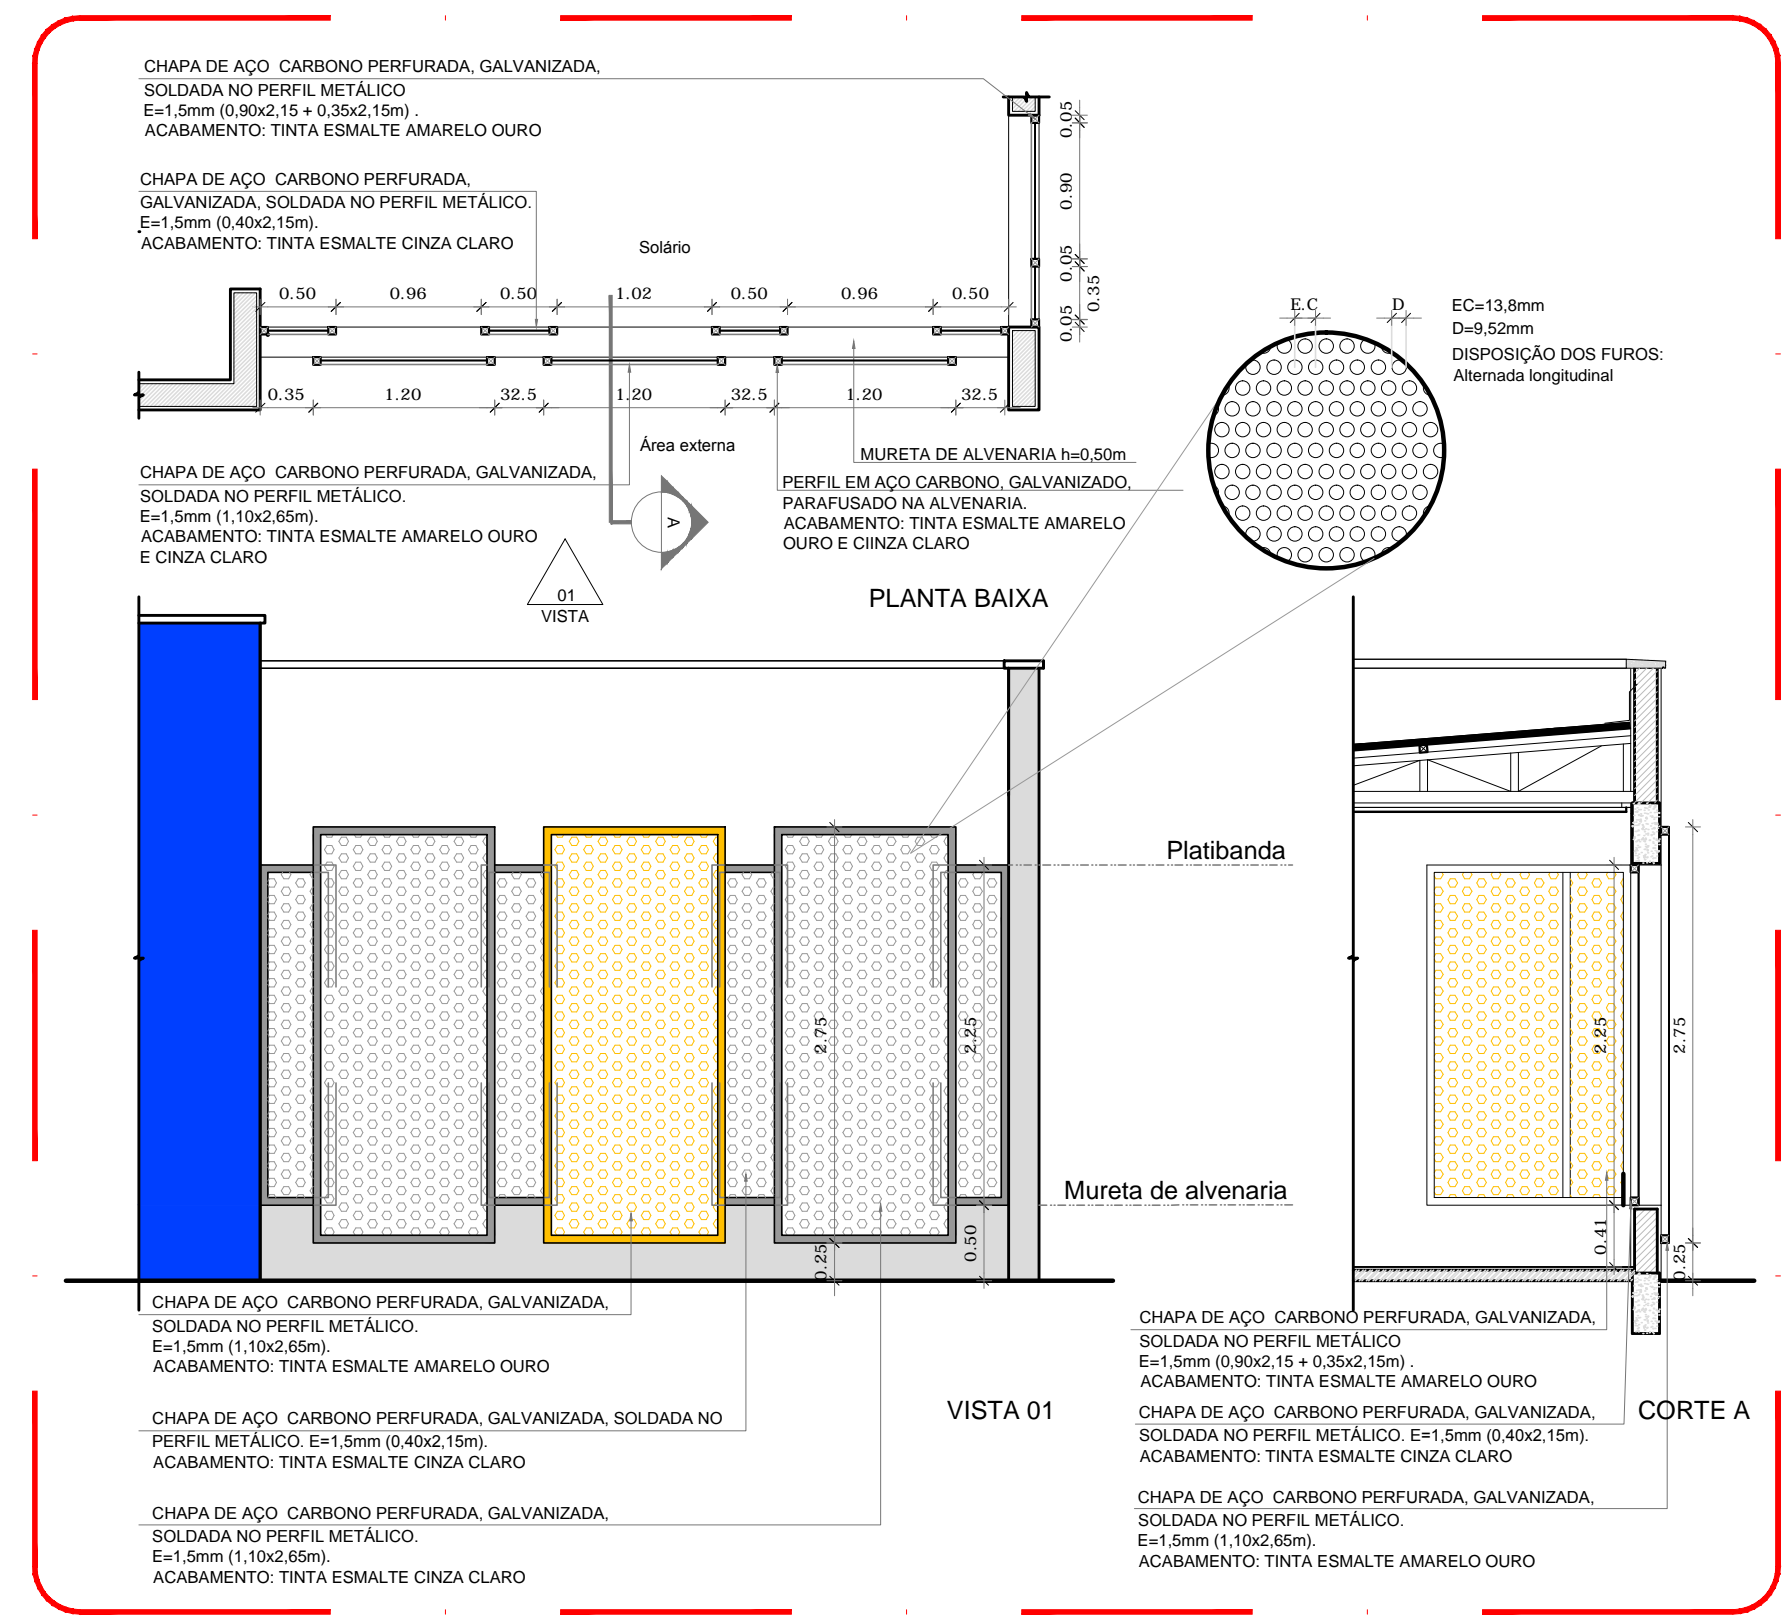 CHAPA DE AÇO CARBONO PERFURADA, GALVANIZADA,
SOLDADA NO PERFIL METÁLICO
E=1,5mm (0,90x2,15 + 0,35x2,15m) .
ACABAMENTO: TINTA ESMALTE AMARELO OURO
CHAPA DE AÇO CARBONO PERFURADA,
GALVANIZADA, SOLDADA NO PERFIL METÁLICO.
E=1,5mm (0,40x2,15m).
ACABAMENTO: TINTA ESMALTE CINZA CLARO
Solário
0.05
0.90
0.05
0.35
0.05
0.50 0.96 0.50 1.02 0.50 0.96 0.50
0.35 1.20 32.5 1.20 32.5 1.20 32.5
Área externa
MURETA DE ALVENARIA h=0,50m
CHAPA DE AÇO CARBONO PERFURADA, GALVANIZADA,
SOLDADA NO PERFIL METÁLICO.
E=1,5mm (1,10x2,65m).
ACABAMENTO: TINTA ESMALTE AMARELO OURO
E CINZA CLARO
PERFIL EM AÇO CARBONO, GALVANIZADO,
PARAFUSADO NA ALVENARIA.
ACABAMENTO: TINTA ESMALTE AMARELO
OURO E CIINZA CLARO
A
01
VISTA
PLANTA BAIXA
E.C D
EC=13,8mm
D=9,52mm
DISPOSIÇÃO DOS FUROS:
Alternada longitudinal
Platibanda
Mureta de alvenaria
2.75
2.25
0.25
0.50
2.25
2.75
0.41
0.25
CHAPA DE AÇO CARBONO PERFURADA, GALVANIZADA,
SOLDADA NO PERFIL METÁLICO.
E=1,5mm (1,10x2,65m).
ACABAMENTO: TINTA ESMALTE AMARELO OURO
CHAPA DE AÇO CARBONO PERFURADA, GALVANIZADA, SOLDADA NO
PERFIL METÁLICO. E=1,5mm (0,40x2,15m).
ACABAMENTO: TINTA ESMALTE CINZA CLARO
CHAPA DE AÇO CARBONO PERFURADA, GALVANIZADA,
SOLDADA NO PERFIL METÁLICO.
E=1,5mm (1,10x2,65m).
ACABAMENTO: TINTA ESMALTE CINZA CLARO
VISTA 01
CHAPA DE AÇO CARBONO PERFURADA, GALVANIZADA,
SOLDADA NO PERFIL METÁLICO
E=1,5mm (0,90x2,15 + 0,35x2,15m) .
ACABAMENTO: TINTA ESMALTE AMARELO OURO
CHAPA DE AÇO CARBONO PERFURADA, GALVANIZADA,
SOLDADA NO PERFIL METÁLICO. E=1,5mm (0,40x2,15m).
ACABAMENTO: TINTA ESMALTE CINZA CLARO
CHAPA DE AÇO CARBONO PERFURADA, GALVANIZADA,
SOLDADA NO PERFIL METÁLICO.
E=1,5mm (1,10x2,65m).
ACABAMENTO: TINTA ESMALTE AMARELO OURO
CORTE A